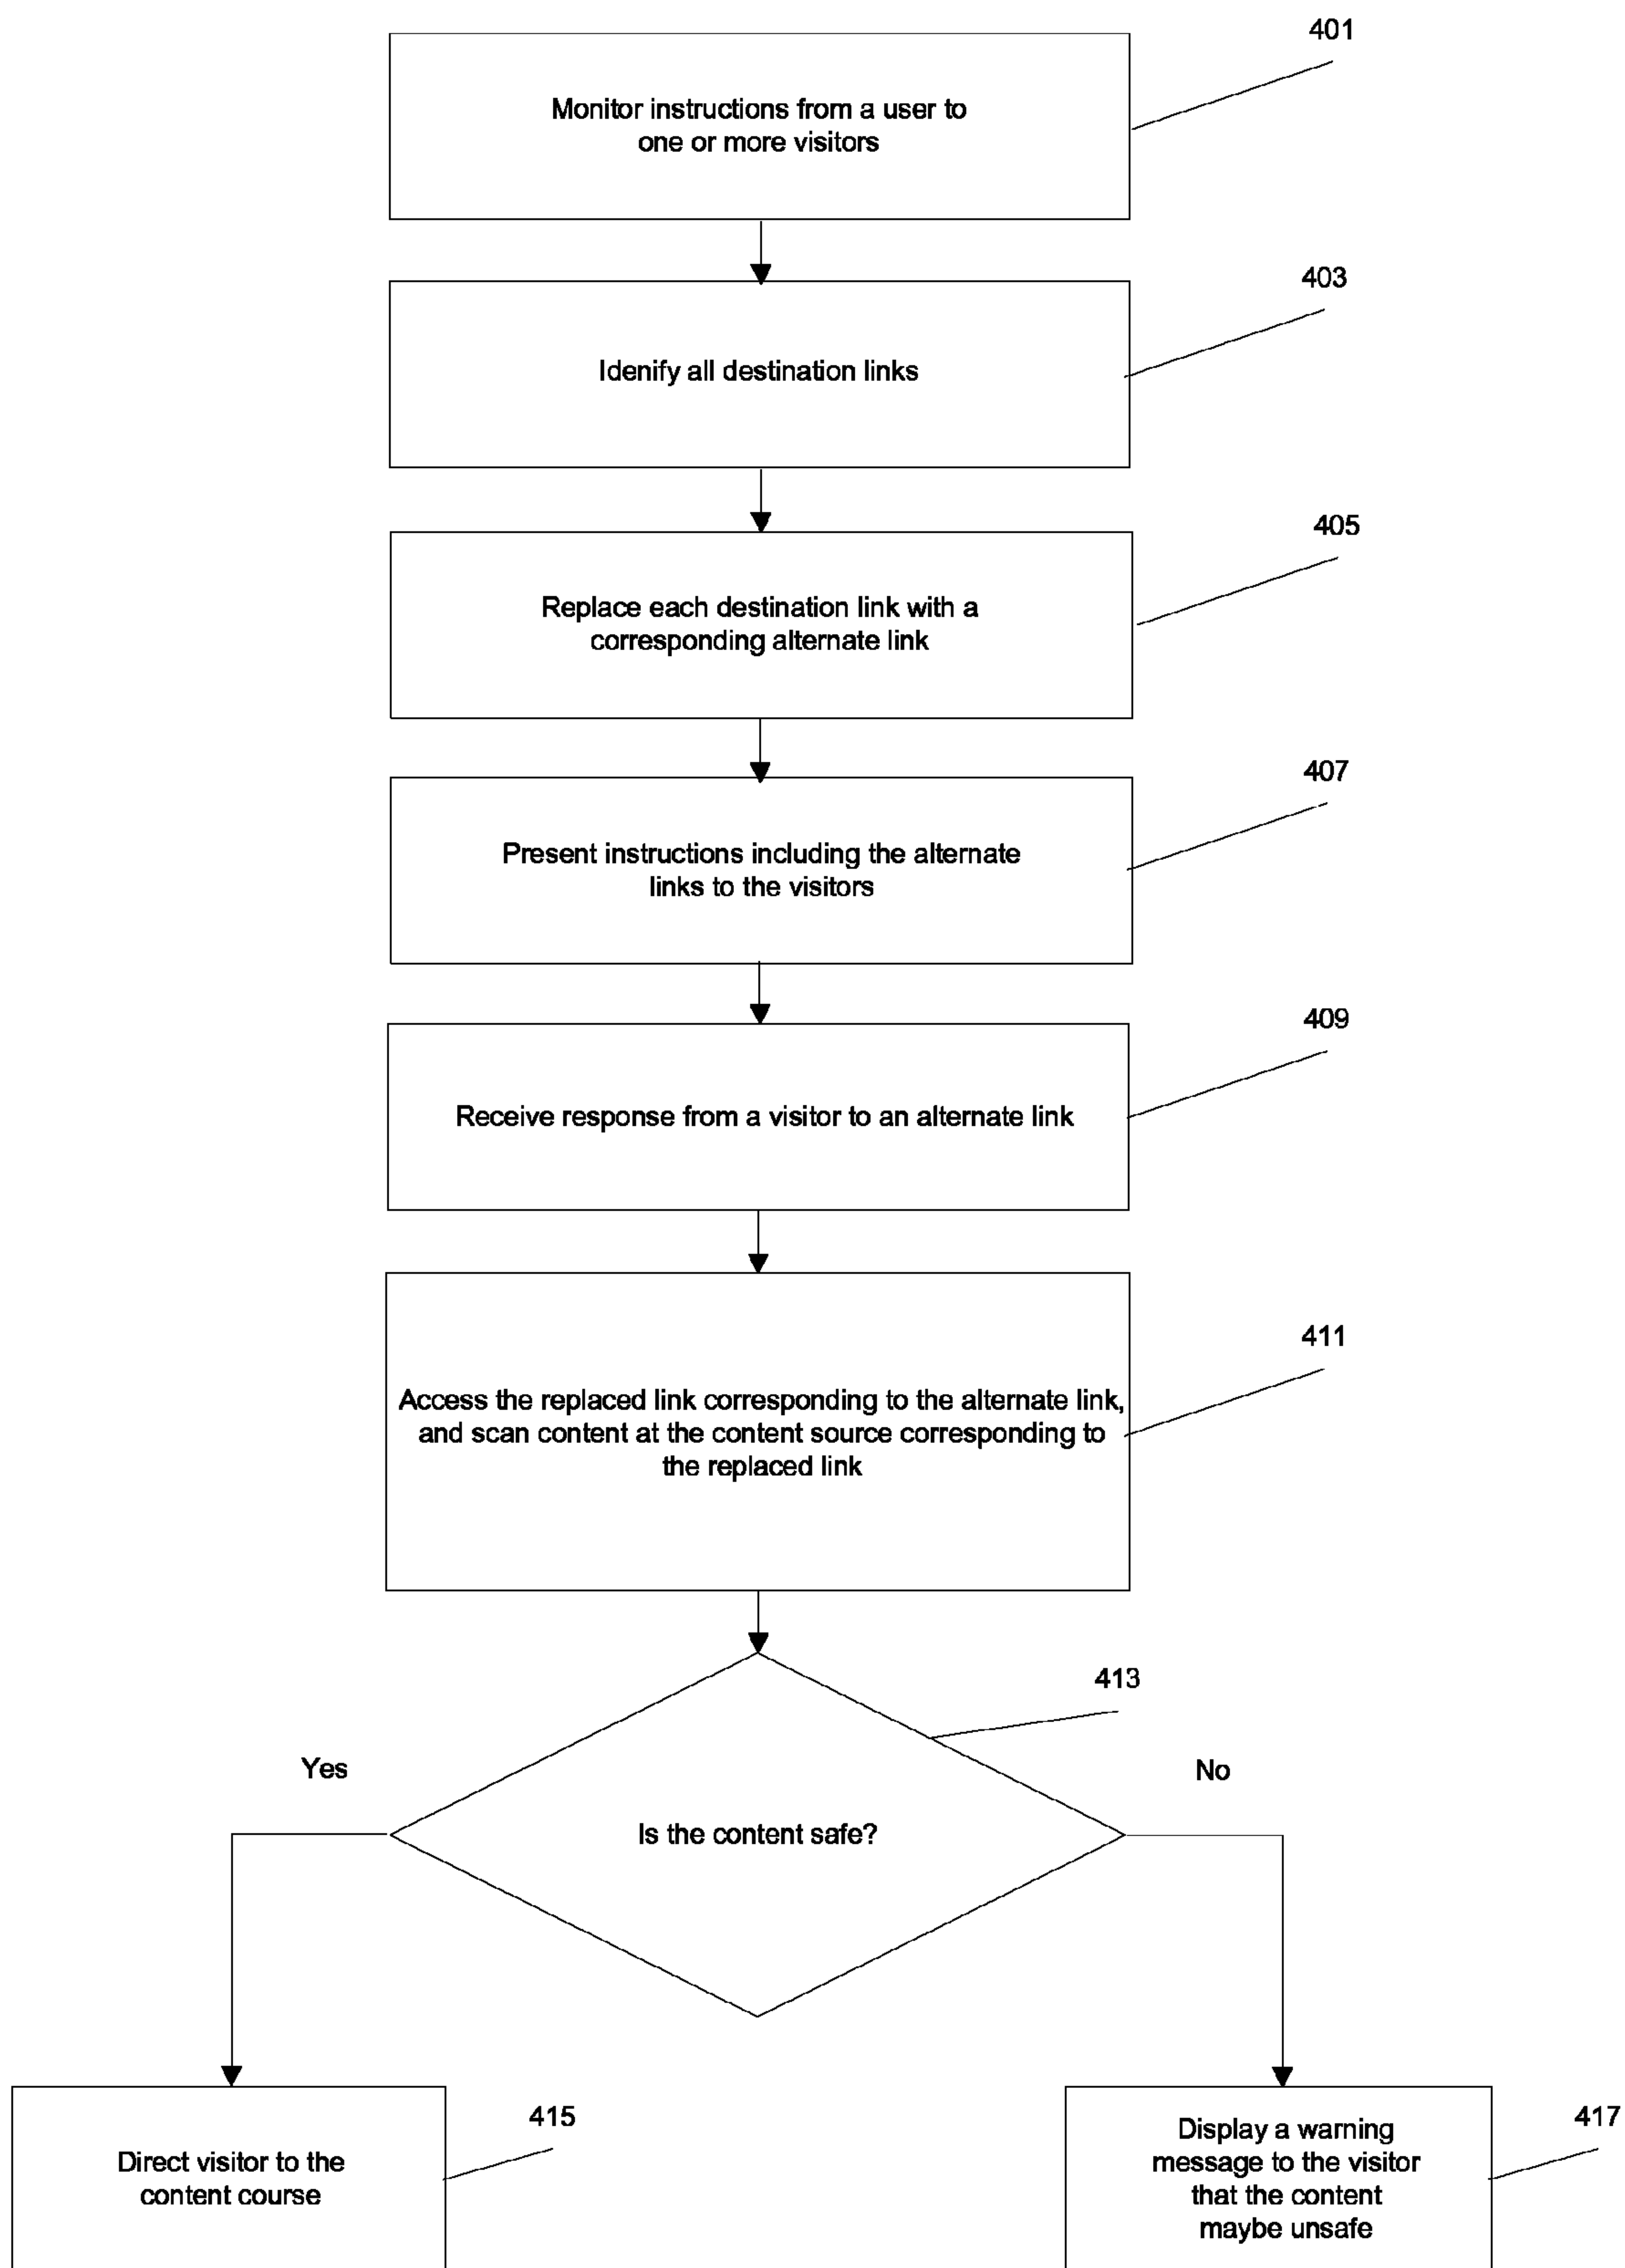 401
Monitor instructions from a user to
one or more visitors
403
Idenify all destination links
405
Replace each destination link with a
corresponding alternate link
407
Present instructions including the alternate
links to the visitors
409
Receive response from a visitor to an alternate link
411
Access the replaced link corresponding to the alternate link,
and scan content at the content source corresponding to
the replaced link
413
Yes
No
Is the content safe?
415
Direct visitor to the
content course
417
Display a warning
message to the visitor
that the content
maybe unsafe